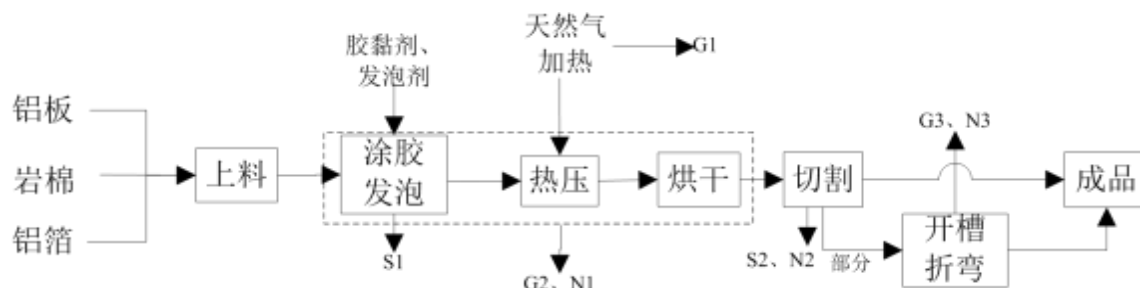 天然气
加热
G1
胶黏剂、
发泡剂
铝板
岩棉
铝箔
上料
涂胶
发泡
热压
烘干
切割
G3、N3
成品
开槽
折弯
S1
G2、N1
S2、N2
部分